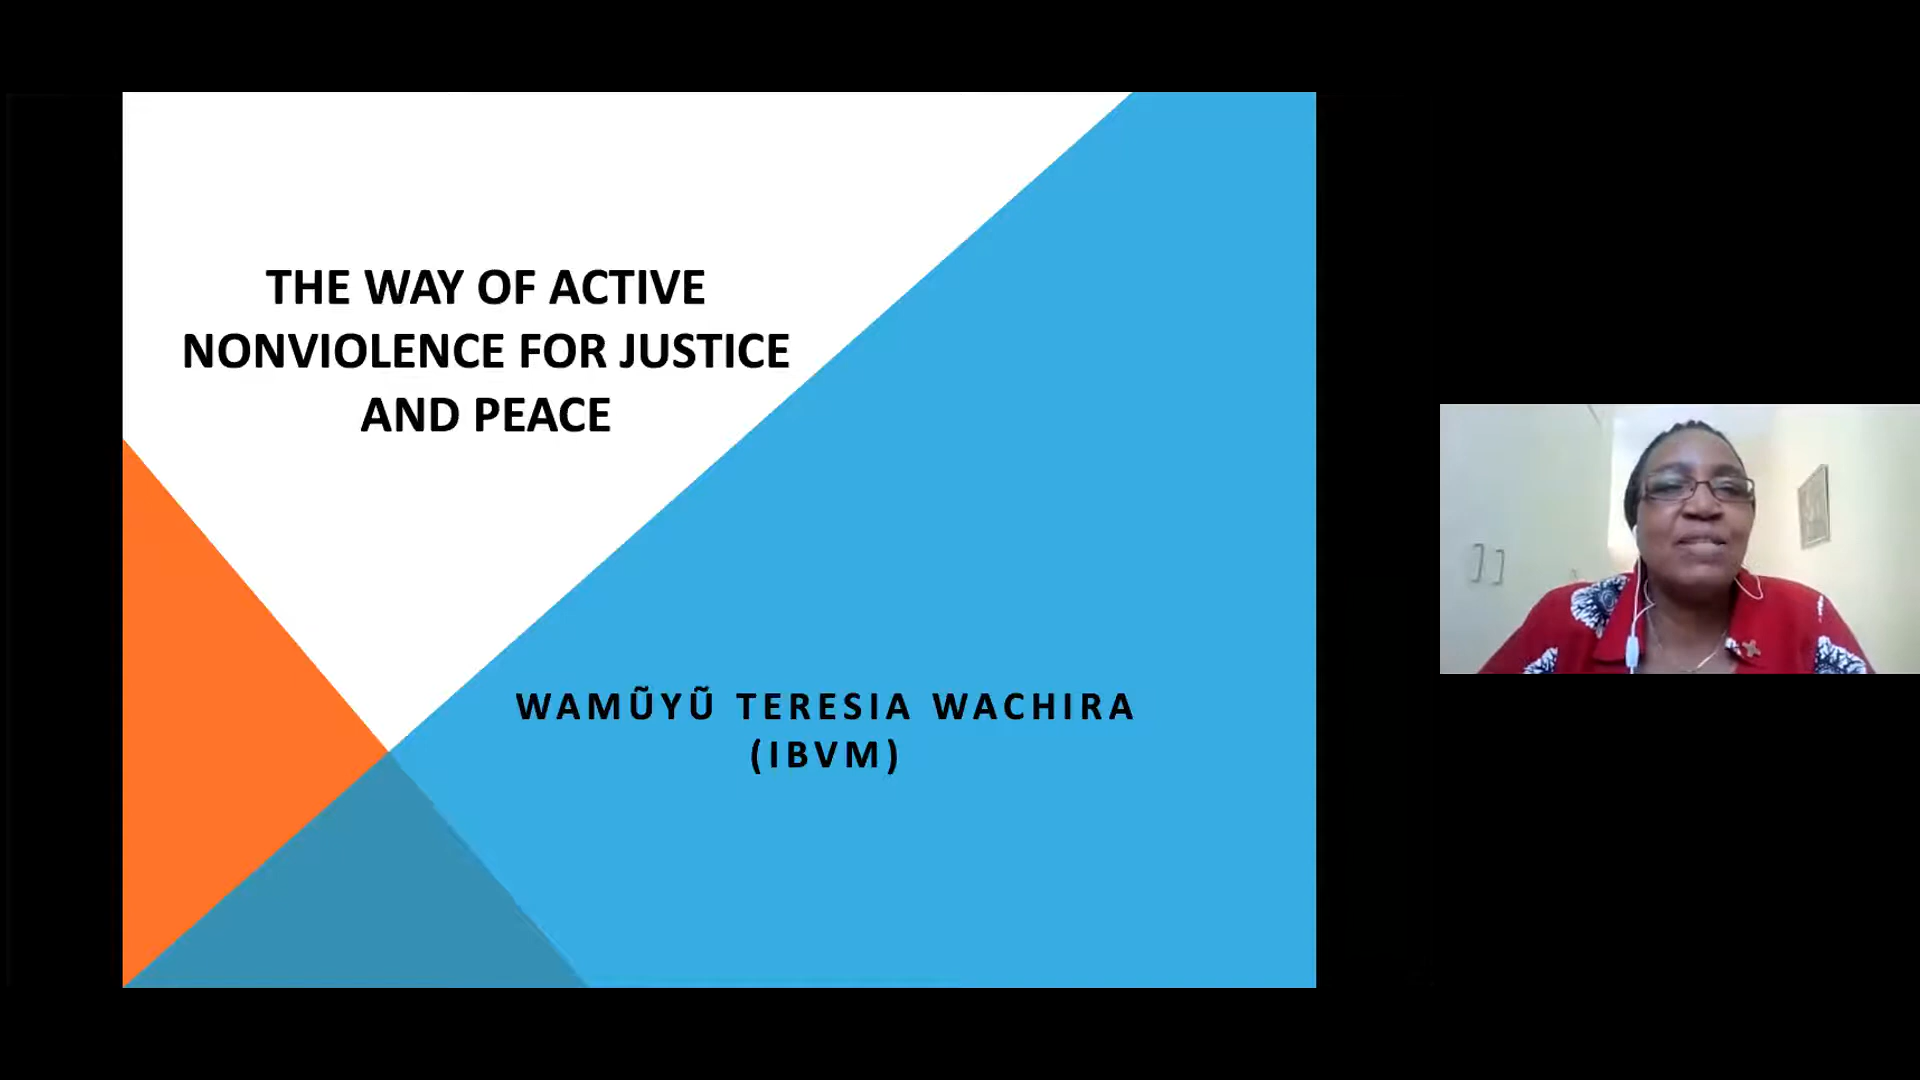 THE WAY OF ACTIVE
NONVIOLENCE FOR JUSTICE
AND PEACE
WAMŨYŨ TERESIA WACHIRA
(IBVM)